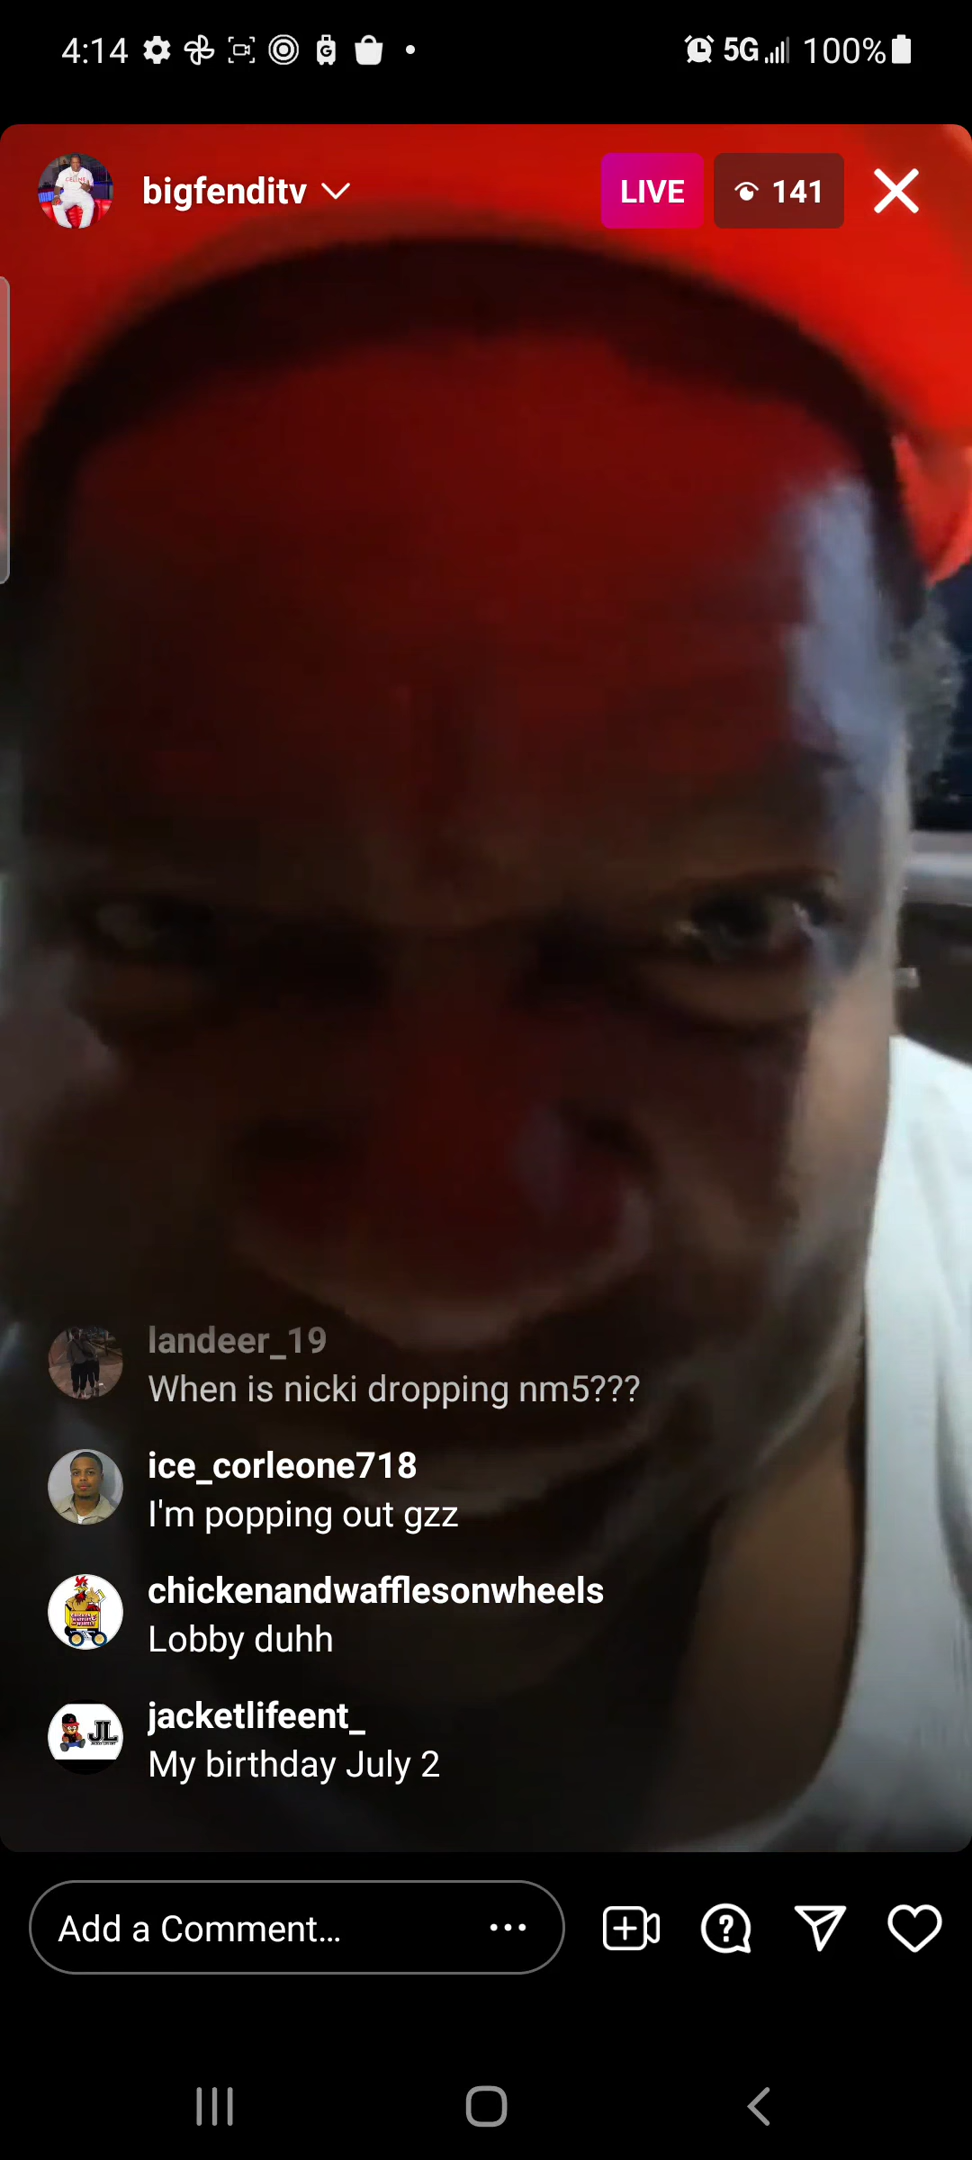 4:14 5G 100%
bigfenditv LIVE 141
landeer_19
When is nicki dropping nm5???
ice_corleone718
I'm popping out gzz
chickenandwafflesonwheels
Lobby duhh
JL
jacketlifeent_
My birthday July 2
Add a Comment...